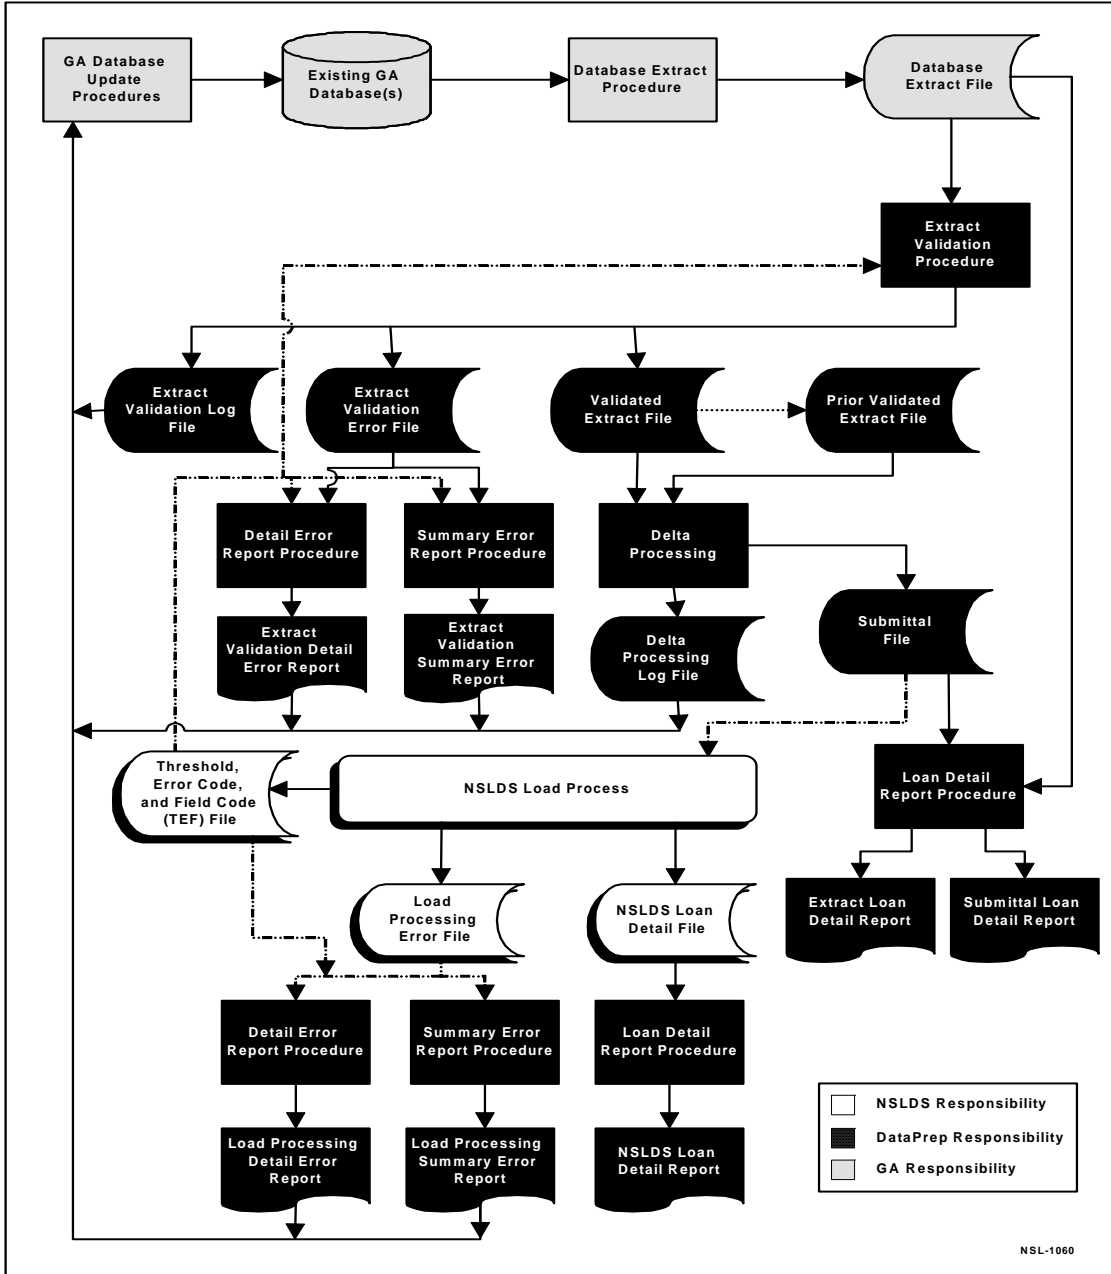 GA Database
Update
Procedures
Existing GA
Database(s)
Database Extract
Procedure
Database
Extract File
Extract
Validation
Procedure
Extract
Validation Log
File
Extract
Validation
Error File
Validated
Extract File
Prior Validated
Extract File
Detail Error
Report Procedure
Summary Error
Report Procedure
Delta
Processing
Extract
Validation Detail
Error Report
Extract
Validation
Summary Error
Report
Delta
Processing
Log File
Submittal
File
Threshold,
Error Code,
and Field Code
(TEF) File
NSLDS Load Process
Loan Detail
Report Procedure
Load
Processing
Error File
NSLDS Loan
Detail File
Extract Loan
Detail Report
Submittal Loan
Detail Report
Detail Error
Report Procedure
Summary Error
Report Procedure
Loan Detail
Report Procedure
Load Processing
Detail Error
Report
Load Processing
Summary Error
Report
NSLDS Loan
Detail Report
NSLDS Responsibility
DataPrep Responsibility
GA Responsibility
NSL-1060